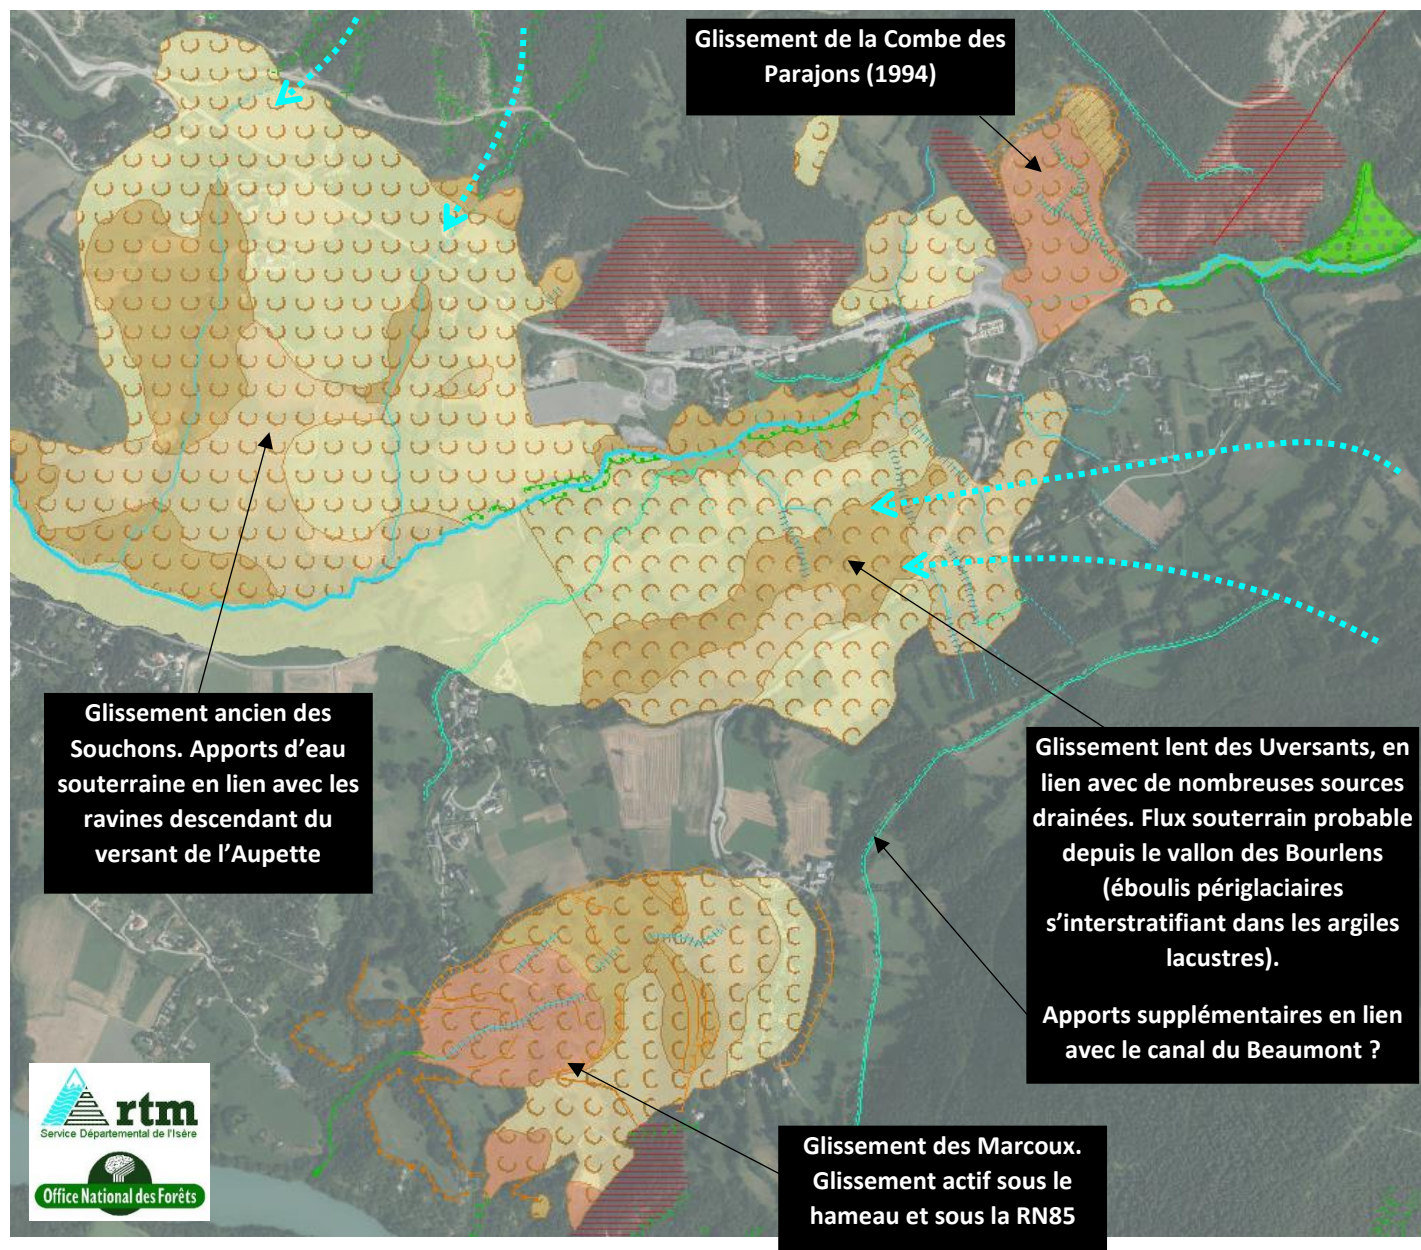 Glissement de la Combe des
Parajons (1994)
Glissement ancien des
Souchons. Apports d’eau
souterraine en lien avec les
ravines descendant du
versant de l’Aupette
Glissement lent des Uversants, en
lien avec de nombreuses sources
drainées. Flux souterrain probable
depuis le vallon des Bourlens
(éboulis périglaciaires
s’interstratifiant dans les argiles
lacustres).
Apports supplémentaires en lien
avec le canal du Beaumont ?
Glissement des Marcoux.
Glissement actif sous le
hameau et sous la RN85
rtm
Service Départemental de l'Isère
Office National des Forêts